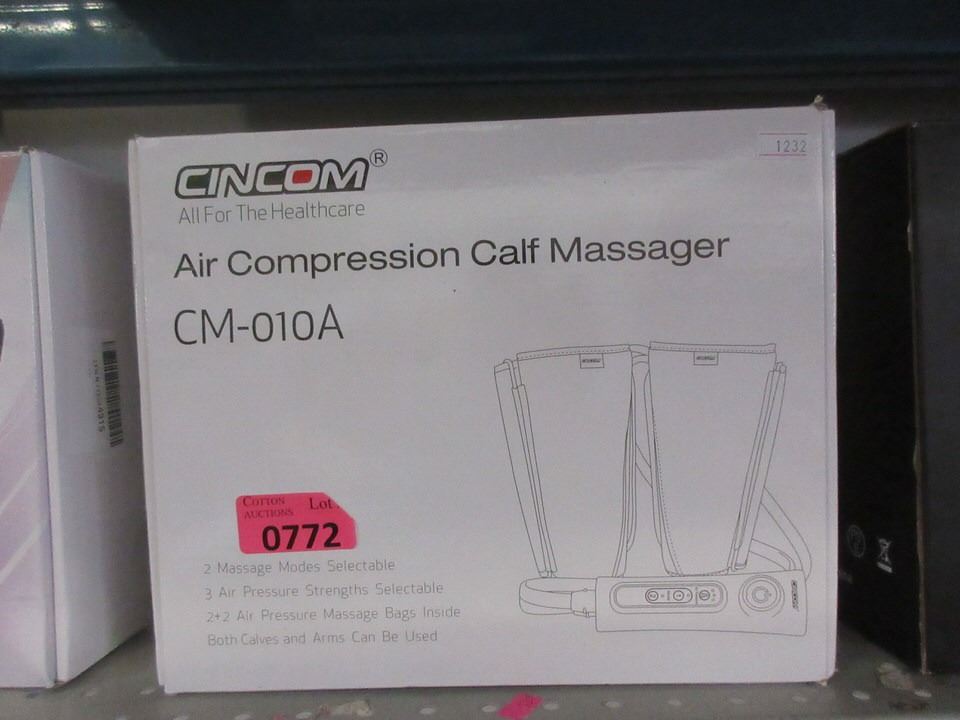 CINCOM®
All For The Healthcare
1232
Air Compression Calf Massager
CM-010A
COTTON
AUCTIONS
Lot
0772
2 Massage Modes Selectable
3 Air Pressure Strengths Selectable
2+2 Air Pressure Massage Bags Inside
Both Calves and Arms Can Be Used